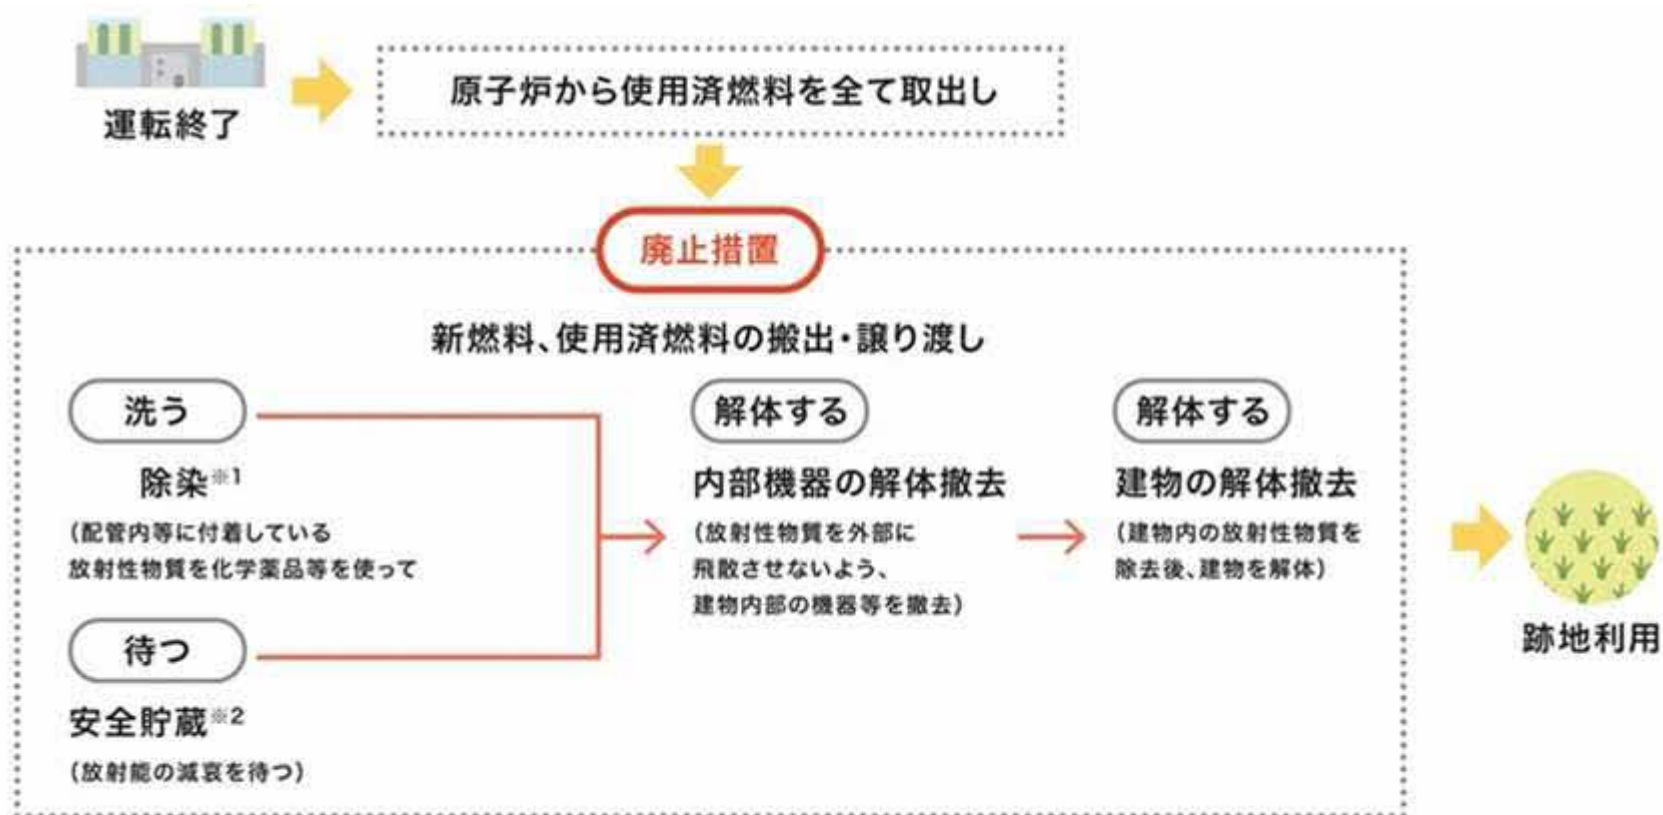 運転終了
原子炉から使用済燃料を全て取出し
廃止措置
新燃料、使用済燃料の搬出・譲り渡し
洗う
除染※1
（配管内等に付着している
放射性物質を化学薬品等を使って
待つ
安全貯蔵※2
（放射能の減衰を待つ）
解体する
内部機器の解体撤去
（放射性物質を外部に
飛散させないよう、
建物内部の機器等を撤去）
解体する
建物の解体撤去
（建物内の放射性物質を
除去後、建物を解体）
跡地利用